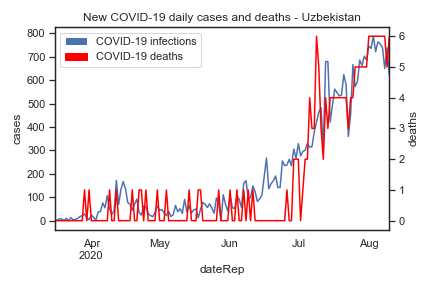 New COVID-19 daily cases and deaths - Uzbekistan
COVID-19 infections
COVID-19 deaths
cases
800
700
600
500
400
300
200
100
0
deaths
6
5
4
3
2
1
0
Apr May Jun Jul Aug
2020
dateRep